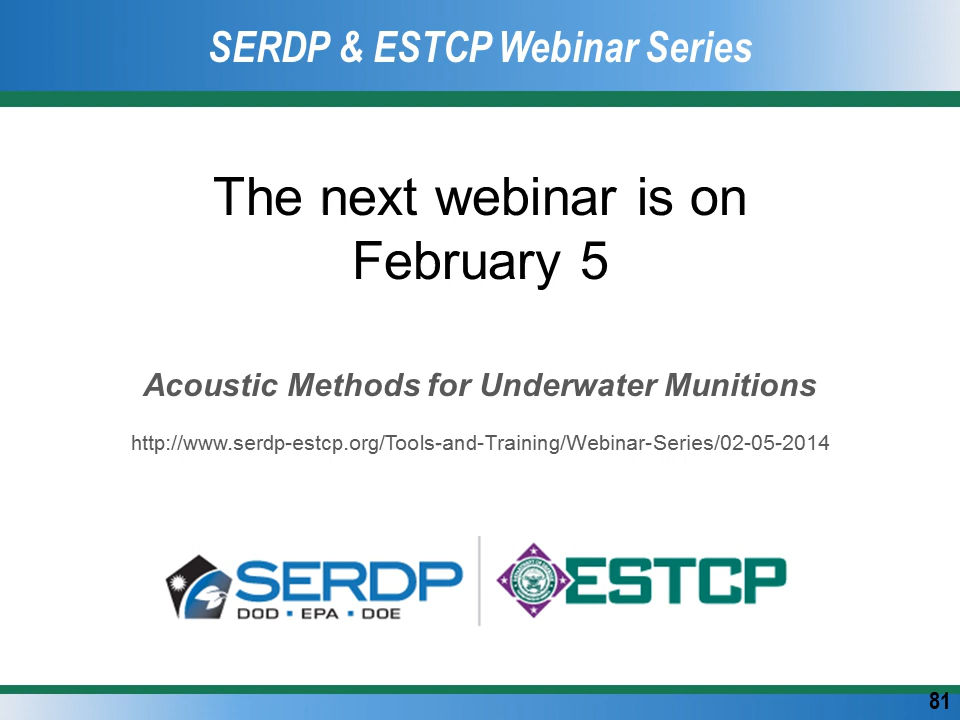 SERDP & ESTCP Webinar Series
The next webinar is on
February 5
Acoustic Methods for Underwater Munitions
http://www.serdp-estcp.org/Tools-and-Training/Webinar-Series/02-05-2014
SERDP
DOD • EPA • DOE
ESTCP
81